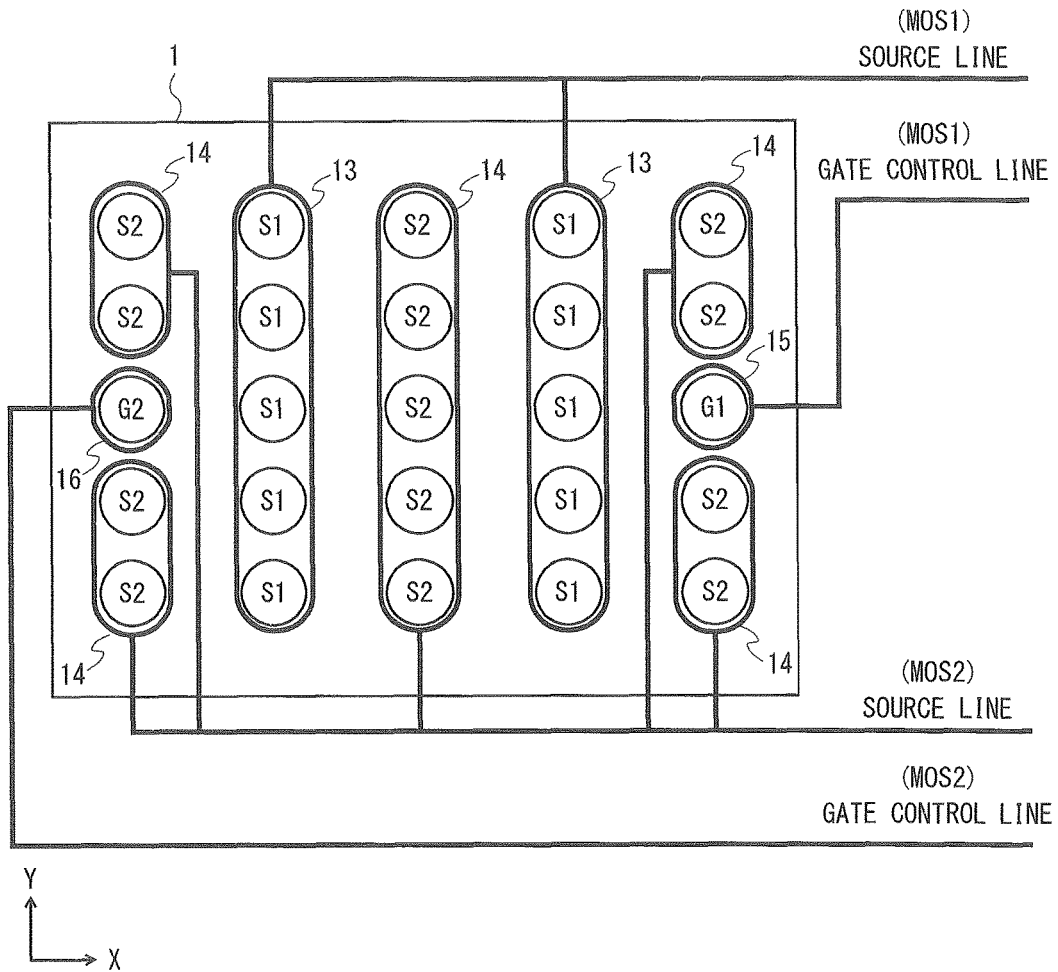 (MOS1)
SOURCE LINE
1
(MOS1)
GATE CONTROL LINE
14
13
14
13
14
S2 S1 S2 S1 S2
S2 S1 S2 S1 S2
15
G2 S1 S2 S1 G1
16
S2 S1 S2 S1 S2
S2 S1 S2 S1 S2
14
14
(MOS2)
SOURCE LINE
(MOS2)
GATE CONTROL LINE
Y
X